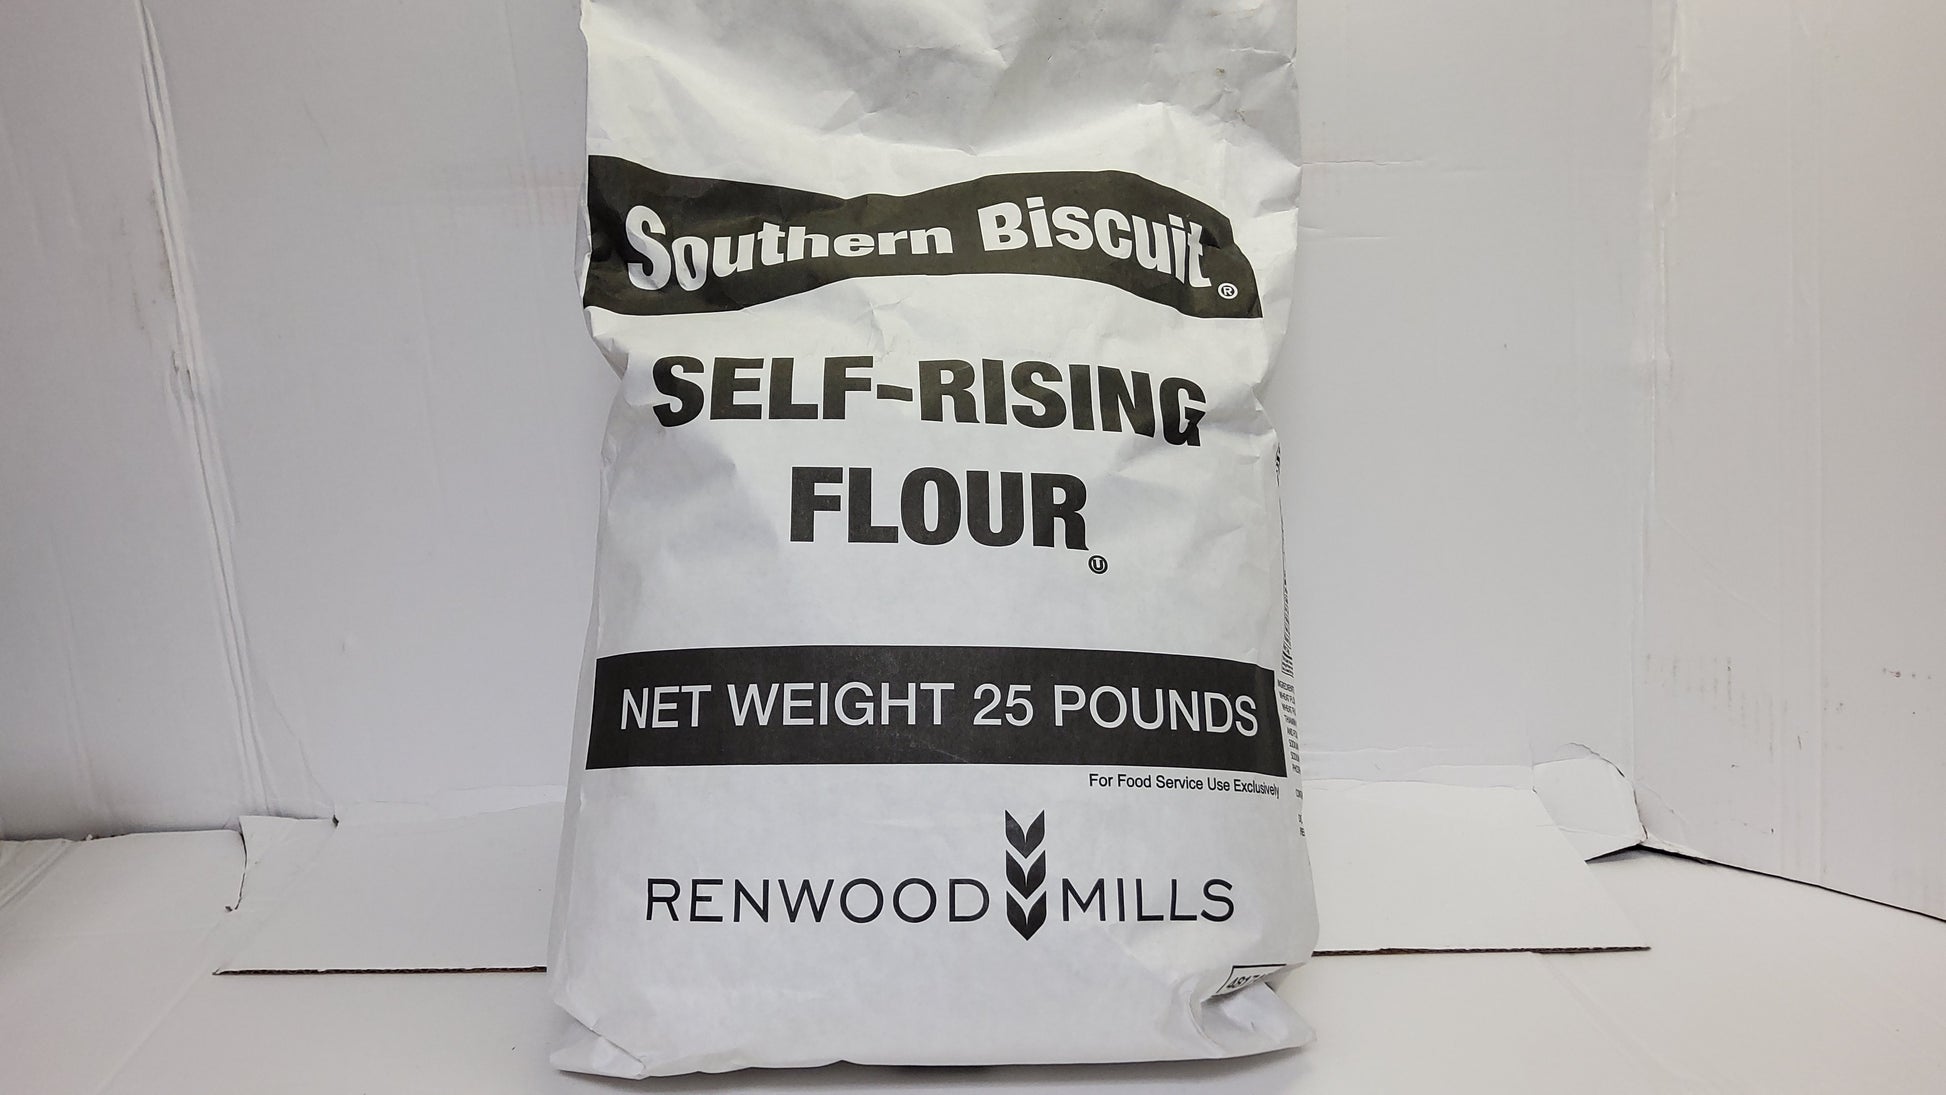 Southern Biscuit ®
SELF-RISING
FLOUR
U
NET WEIGHT 25 POUNDS
For Food Service Use Exclusively
RENWOOD MILLS